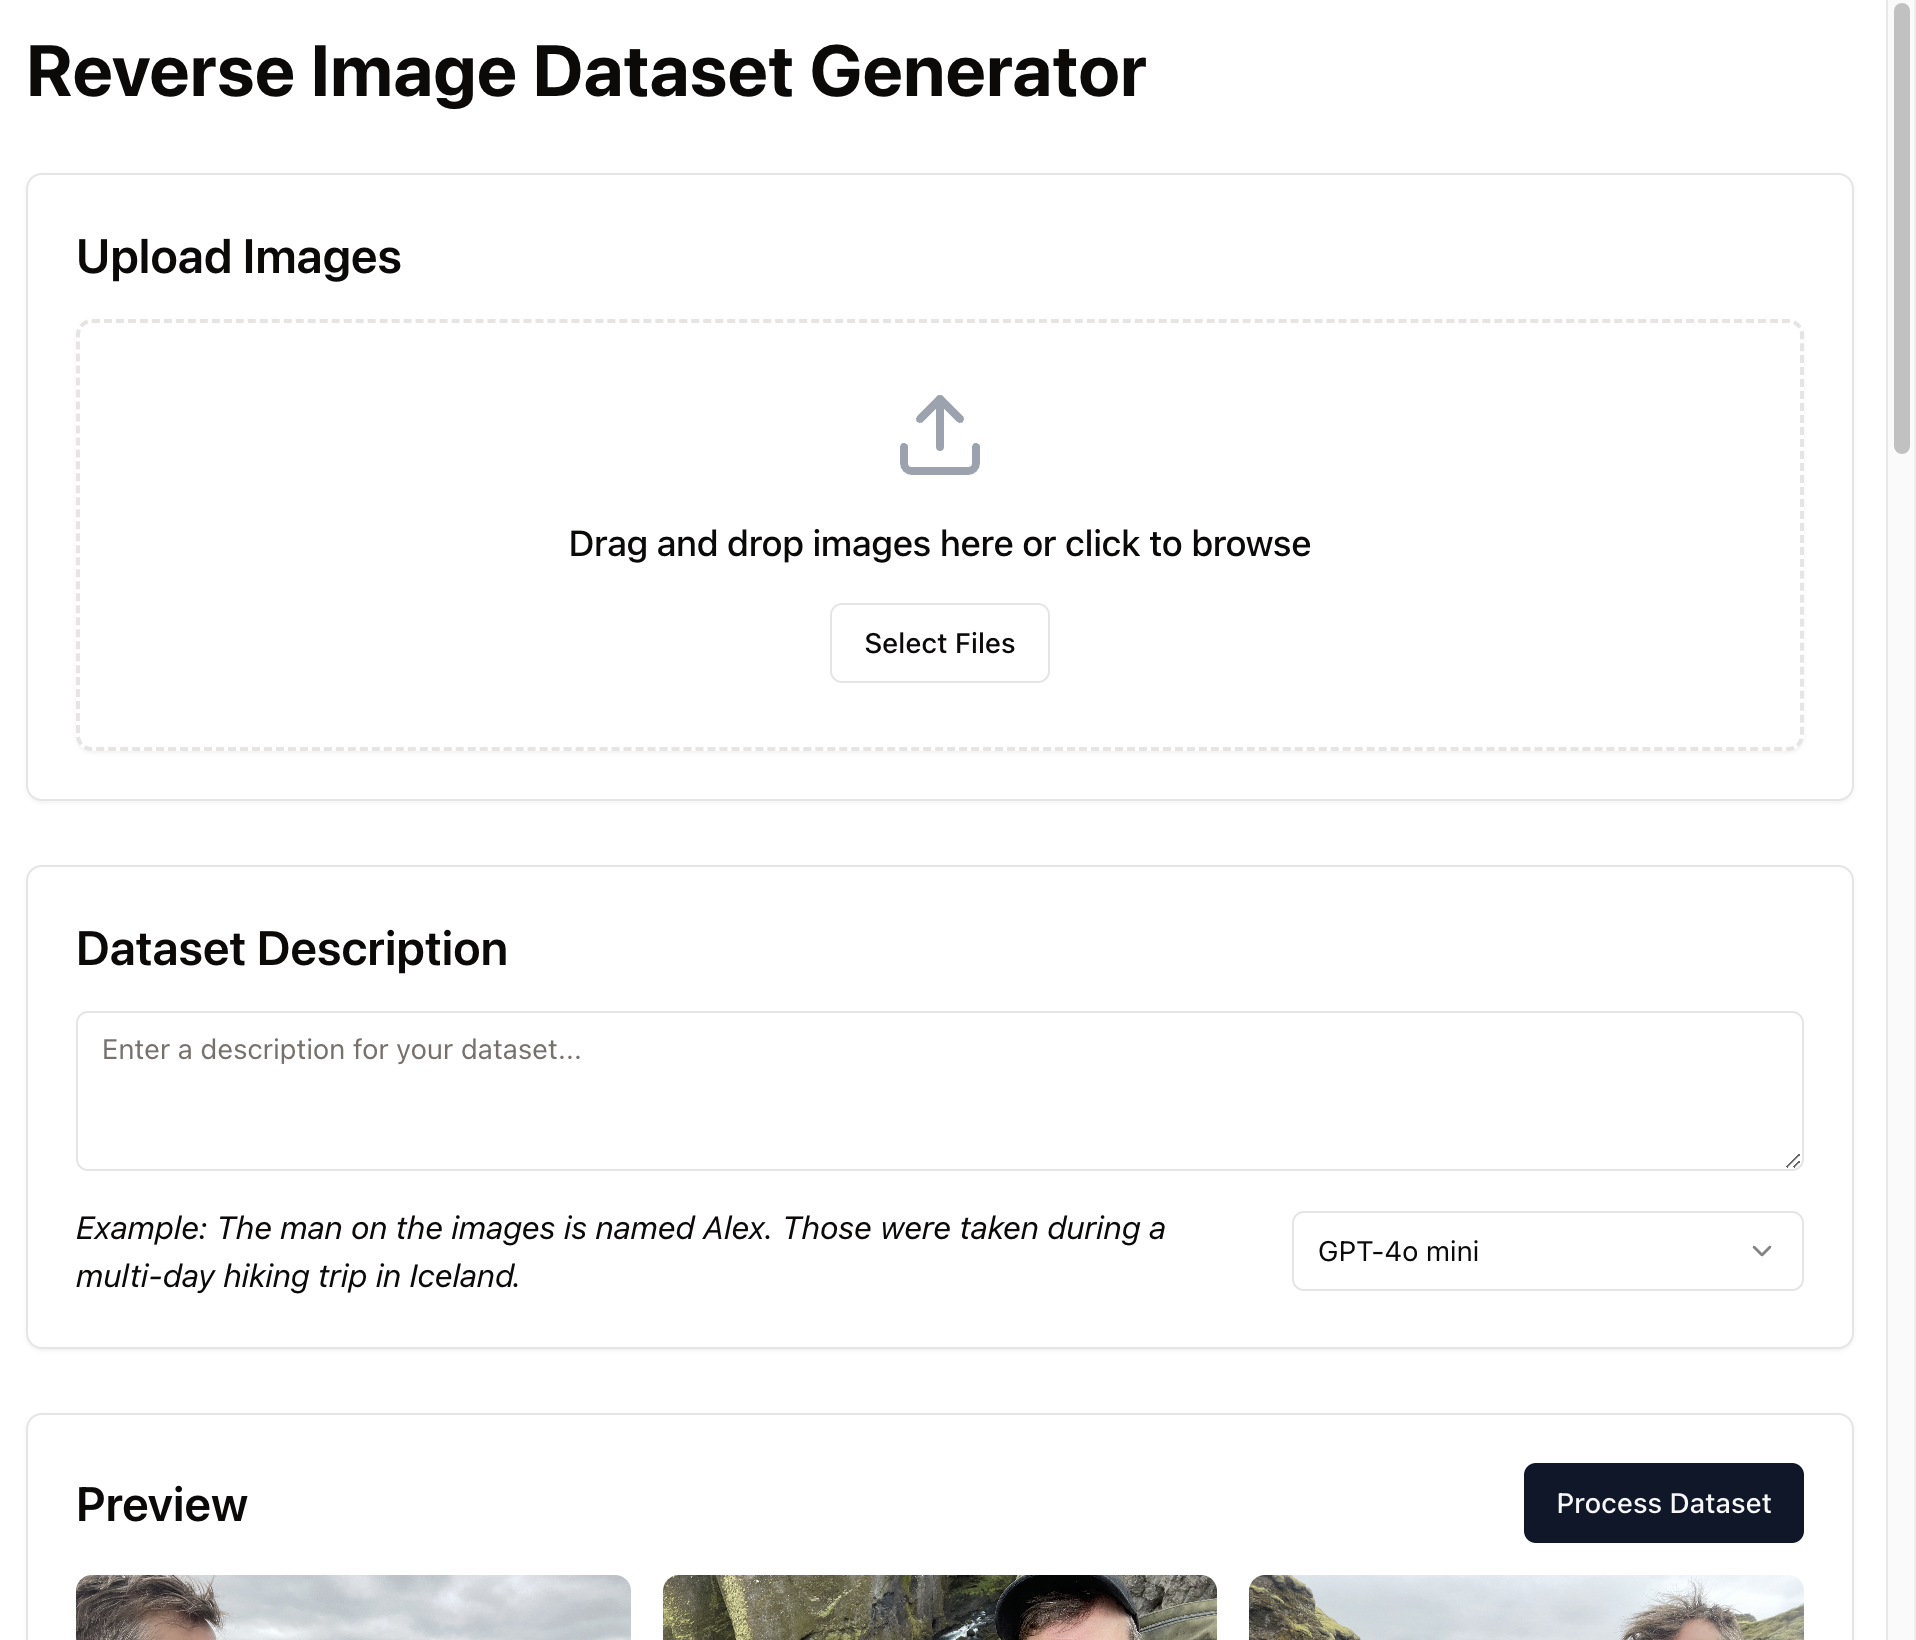 Reverse Image Dataset Generator
Upload Images
Drag and drop images here or click to browse
Select Files
Dataset Description
Enter a description for your dataset...
Example: The man on the images is named Alex. Those were taken during a
multi-day hiking trip in Iceland.
GPT-4o mini
Preview
Process Dataset